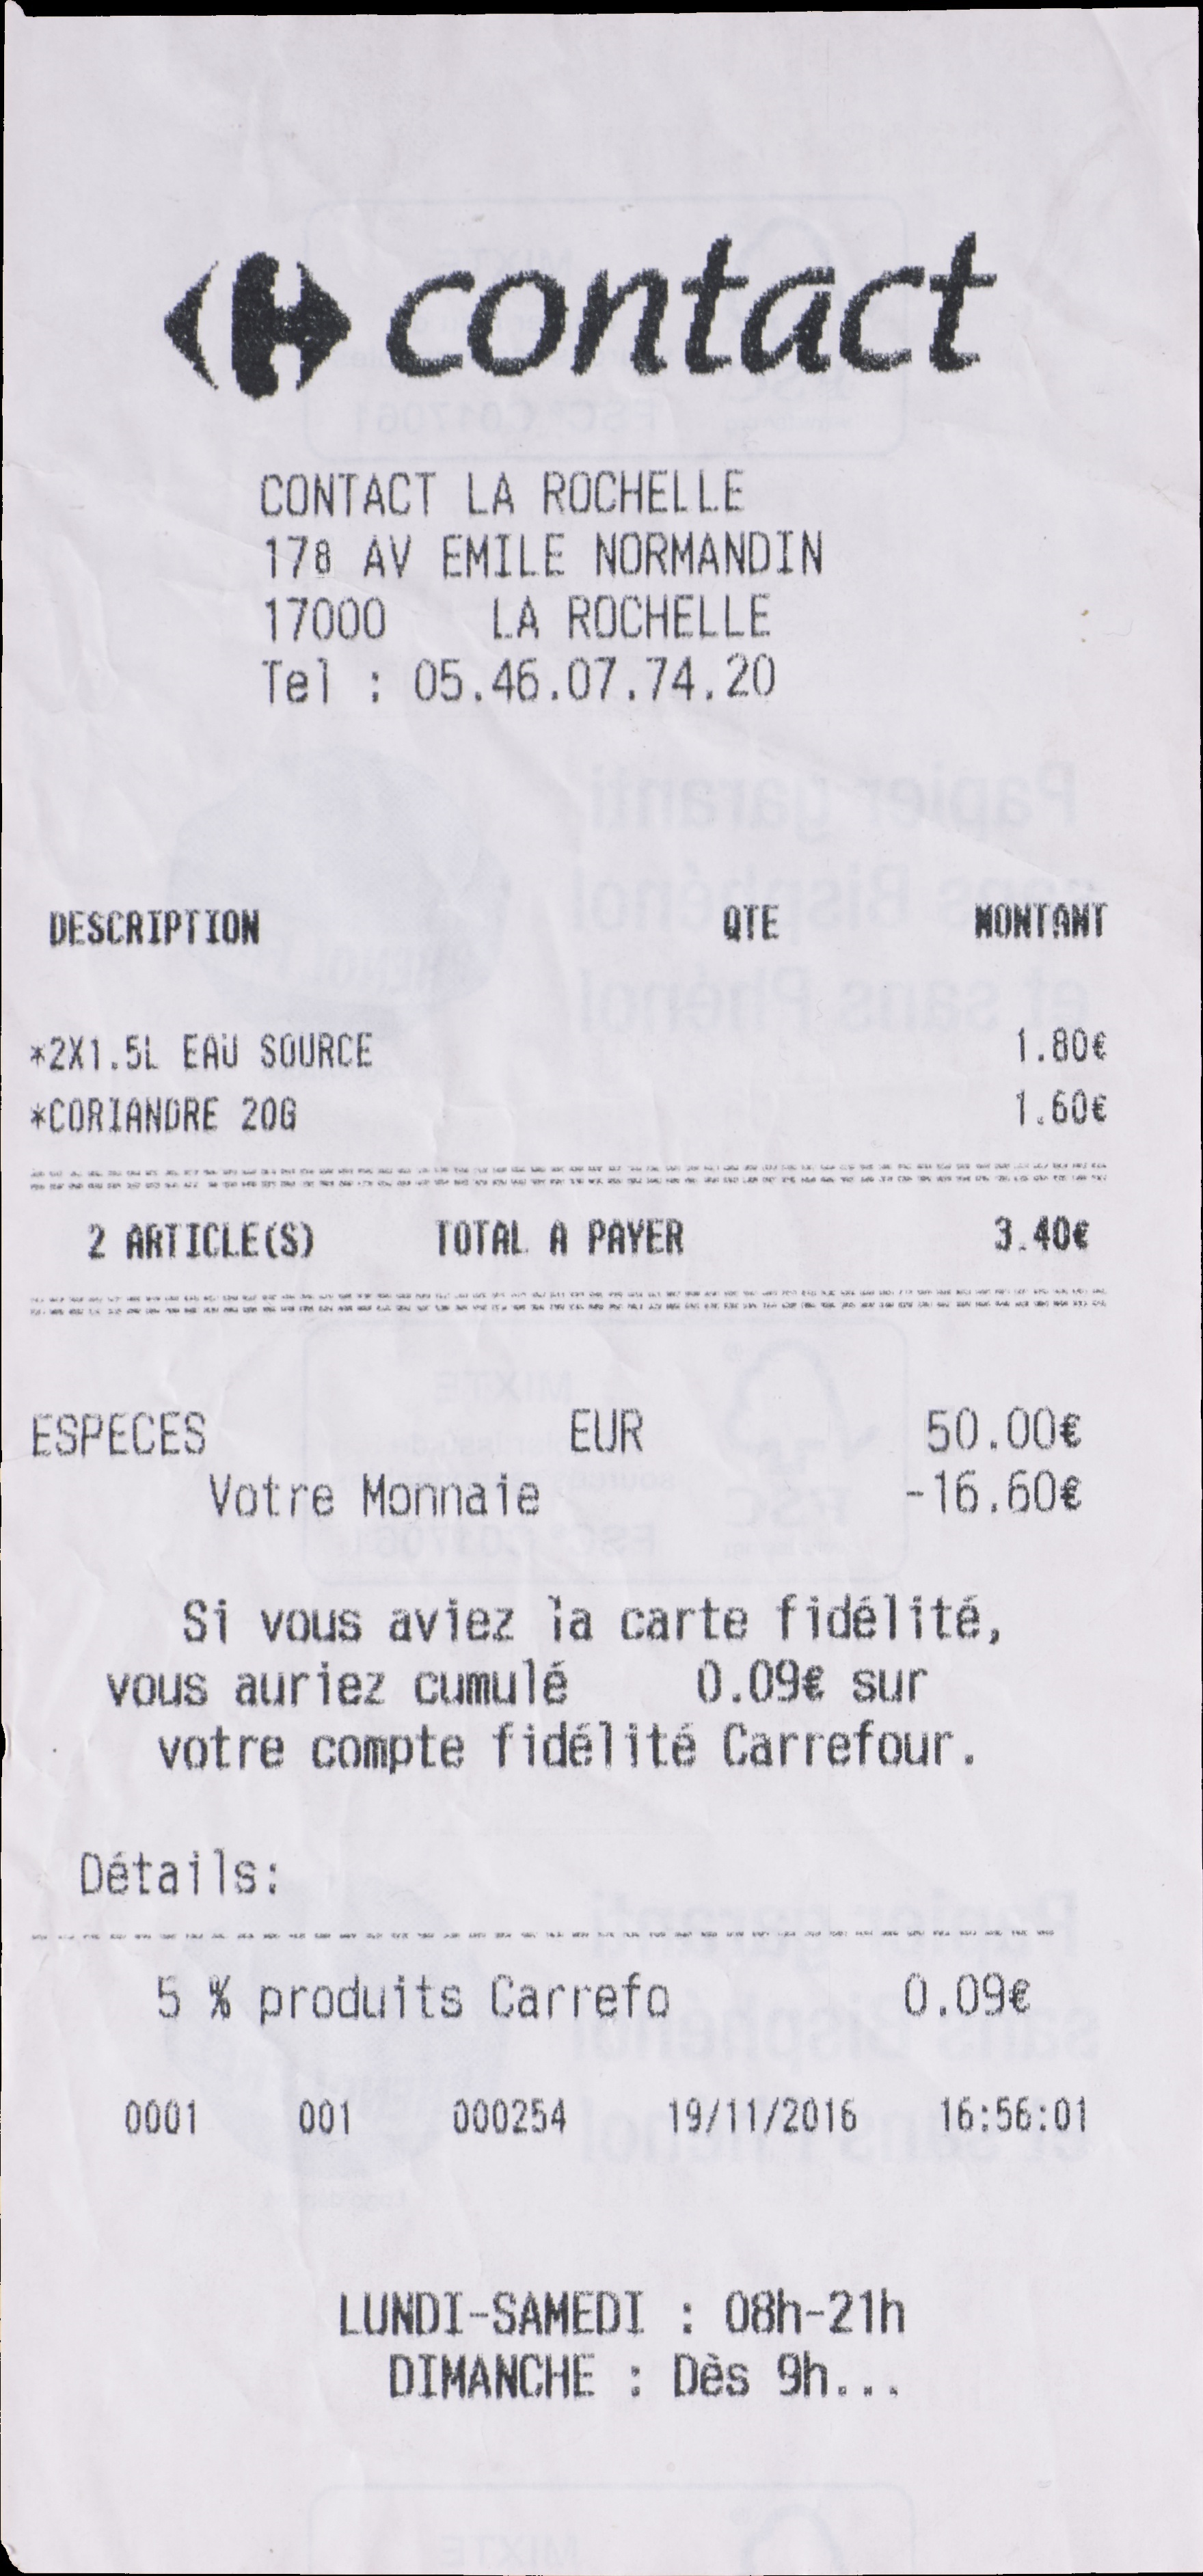 contact
CONTACT LA ROCHELLE
178 AV EMILE NORMANDIN
17000 LA ROCHELLE
Tel : 05.46.07.74.20
DESCRIPTION QTE MONTANT
*2X1.5L EAU SOURCE 1.80€
*CORIANDRE 20G 1.60€
2 ARTICLE(S) TOTAL A PAYER 3.40€
ESPECES EUR 50.00€
Votre Monnaie -16.60€
Si vous aviez la carte fidélité,
vous auriez cumulé 0.09€ sur
votre compte fidélité Carrefour.
Détails:
5 % produits Carrefo 0.09€
0001 001 000254 19/11/2016 16:56:01
LUNDI-SAMEDI : 08h-21h
DIMANCHE : Dès 9h...